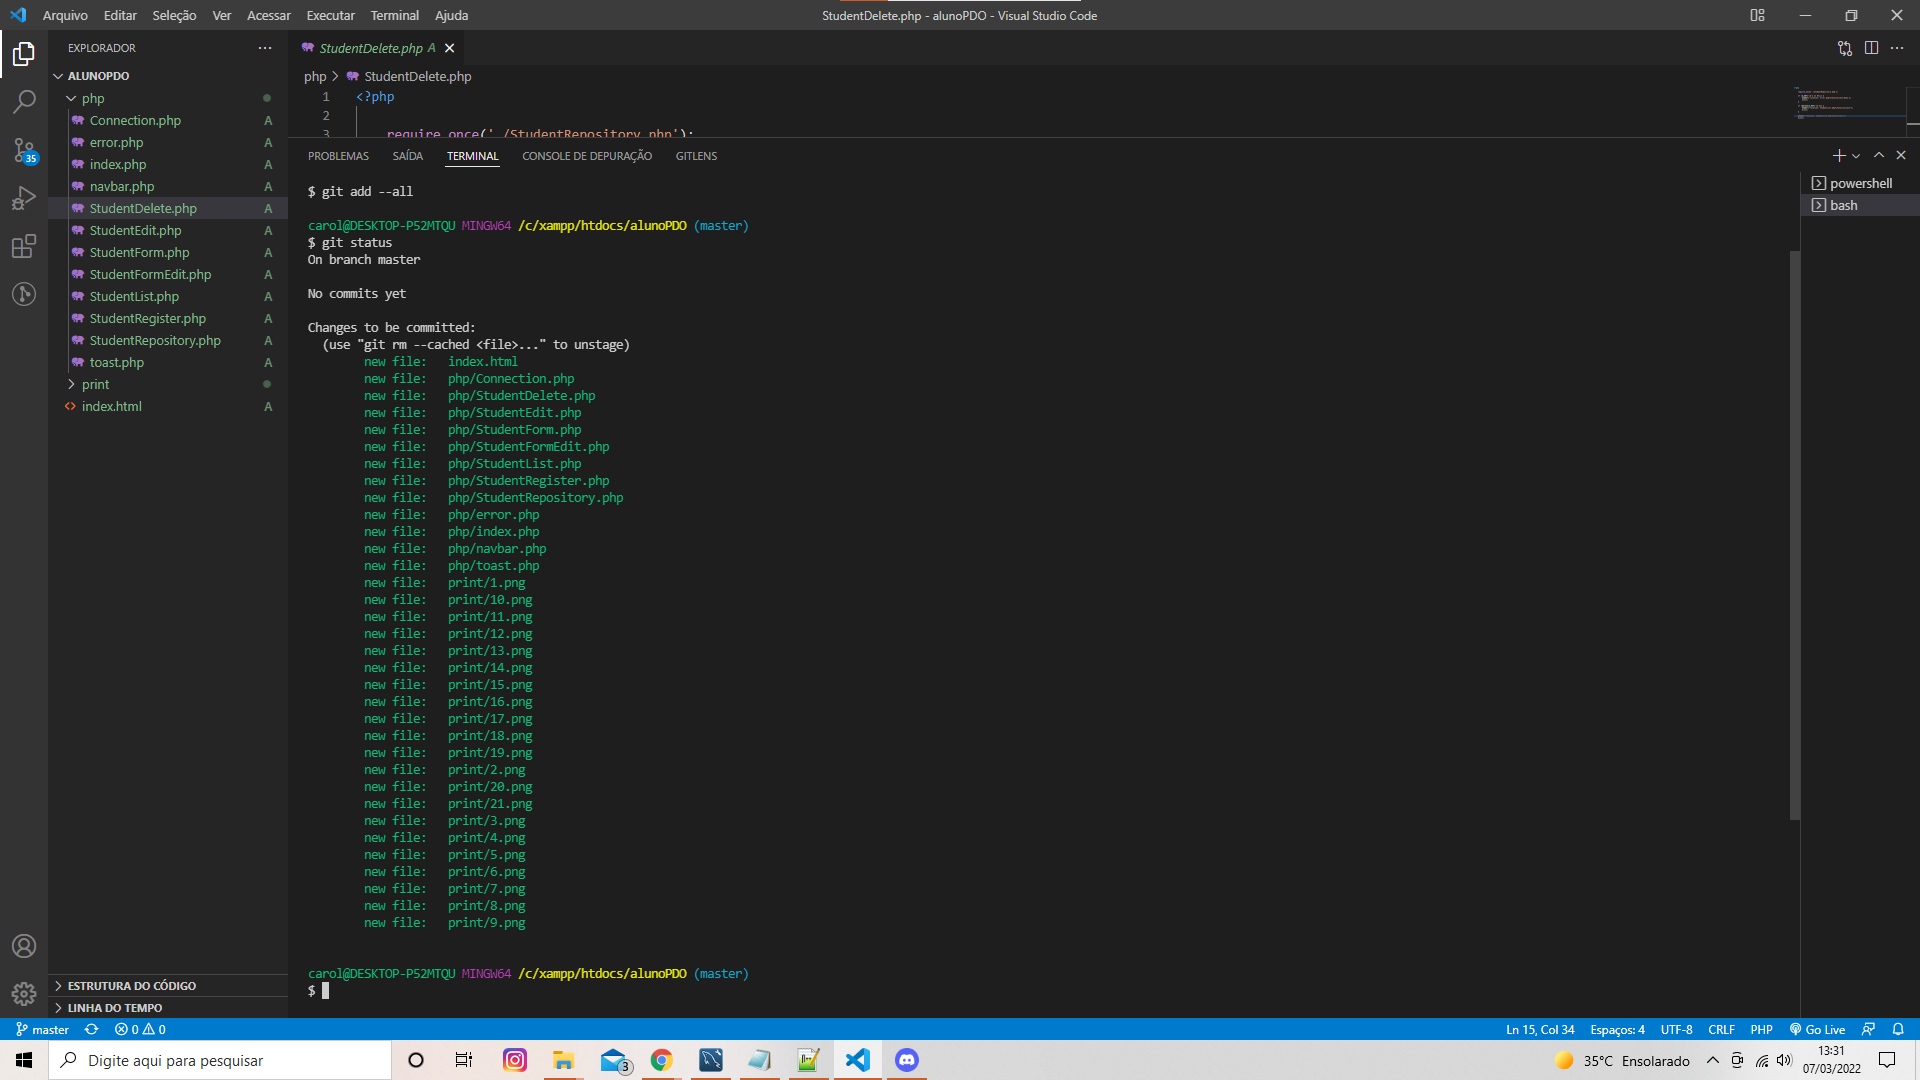 Arquivo Editar Seleção Ver Acessar Executar Terminal Ajuda
StudentDelete.php - alunoPDO - Visual Studio Code
EXPLORADOR
ALUNOPDO
php
Connection.php A
error.php A
index.php A
navbar.php A
StudentDelete.php A
StudentEdit.php A
StudentForm.php A
StudentFormEdit.php A
StudentList.php A
StudentRegister.php A
StudentRepository.php A
toast.php A
print
index.html A
35
ESTRUTURA DO CÓDIGO
LINHA DO TEMPO
StudentDelete.php A
php > StudentDelete.php
1 <?php
2
3 require_once('./StudentRepository.php');
PROBLEMAS SAÍDA TERMINAL CONSOLE DE DEPURAÇÃO GITLENS
powershell
bash
$ git add --all
carol@DESKTOP-P52MTQU MINGW64 /c/xampp/htdocs/alunoPDO (master)
$ git status
On branch master
No commits yet
Changes to be committed:
(use "git rm --cached <file>..." to unstage)
new file: index.html
new file: php/Connection.php
new file: php/StudentDelete.php
new file: php/StudentEdit.php
new file: php/StudentForm.php
new file: php/StudentFormEdit.php
new file: php/StudentList.php
new file: php/StudentRegister.php
new file: php/StudentRepository.php
new file: php/error.php
new file: php/index.php
new file: php/navbar.php
new file: php/toast.php
new file: print/1.png
new file: print/10.png
new file: print/11.png
new file: print/12.png
new file: print/13.png
new file: print/14.png
new file: print/15.png
new file: print/16.png
new file: print/17.png
new file: print/18.png
new file: print/19.png
new file: print/2.png
new file: print/20.png
new file: print/21.png
new file: print/3.png
new file: print/4.png
new file: print/5.png
new file: print/6.png
new file: print/7.png
new file: print/8.png
new file: print/9.png
carol@DESKTOP-P52MTQU MINGW64 /c/xampp/htdocs/alunoPDO (master)
$
master 0 0
Ln 15, Col 34 Espaços: 4 UTF-8 CRLF PHP Go Live
Digite aqui para pesquisar
3
35°C Ensolarado
13:31
07/03/2022